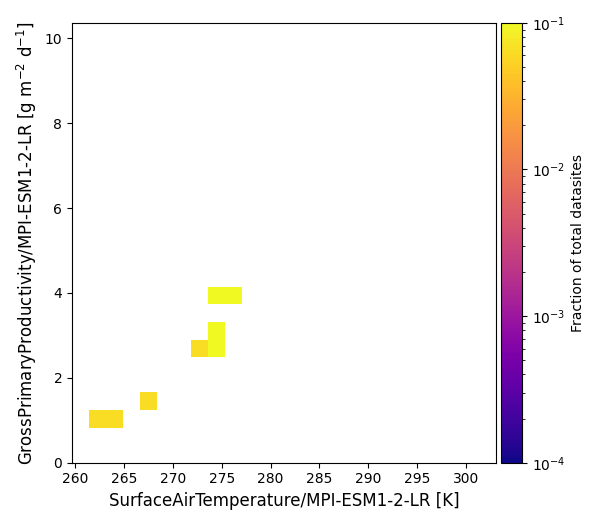 GrossPrimaryProductivity/MPI-ESM1-2-LR [g m⁻² d⁻¹]
10
8
6
4
2
0
260 265 270 275 280 285 290 295 300
SurfaceAirTemperature/MPI-ESM1-2-LR [K]
10⁻¹
10⁻²
10⁻³
10⁻⁴
Fraction of total datasites